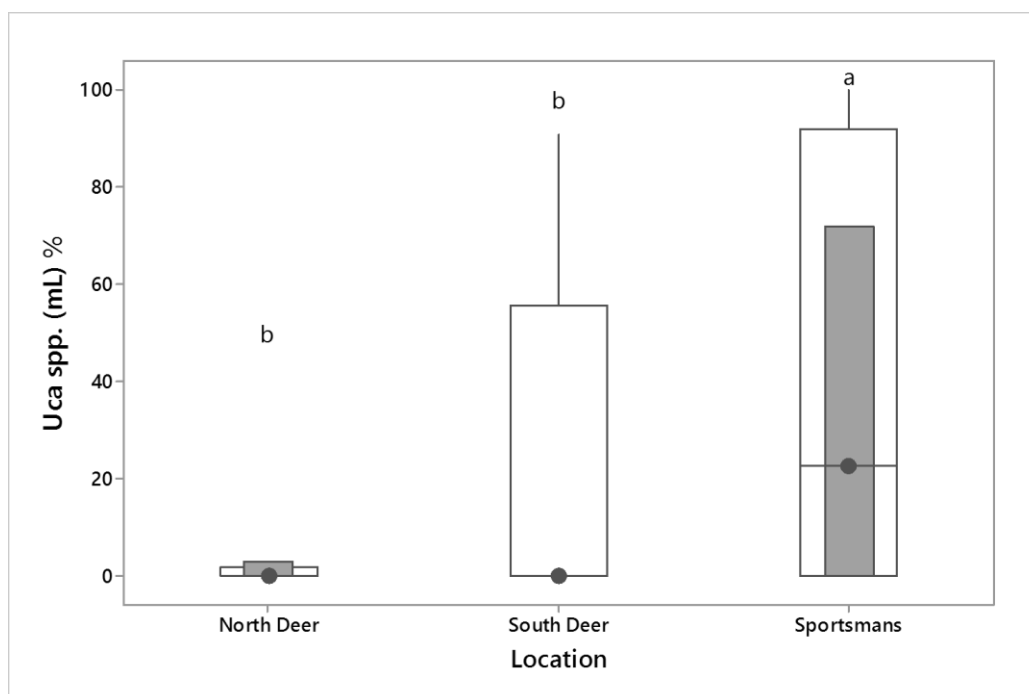 Uca spp. (mL) %
100
80
60
40
20
0
b
b
a
North Deer
South Deer
Sportsmans
Location